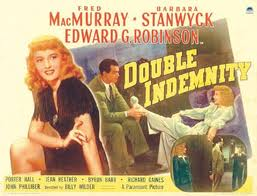 FRED BARBARA
MACMURRAY · STANWYCK
EDWARD G. ROBINSON
DOUBLE
INDEMNITY
PORTER HALL · JEAN HEATHER · BYRON BARR · RICHARD GAINES
JOHN PHILLIBER Directed by BILLY WILDER A Paramount Picture